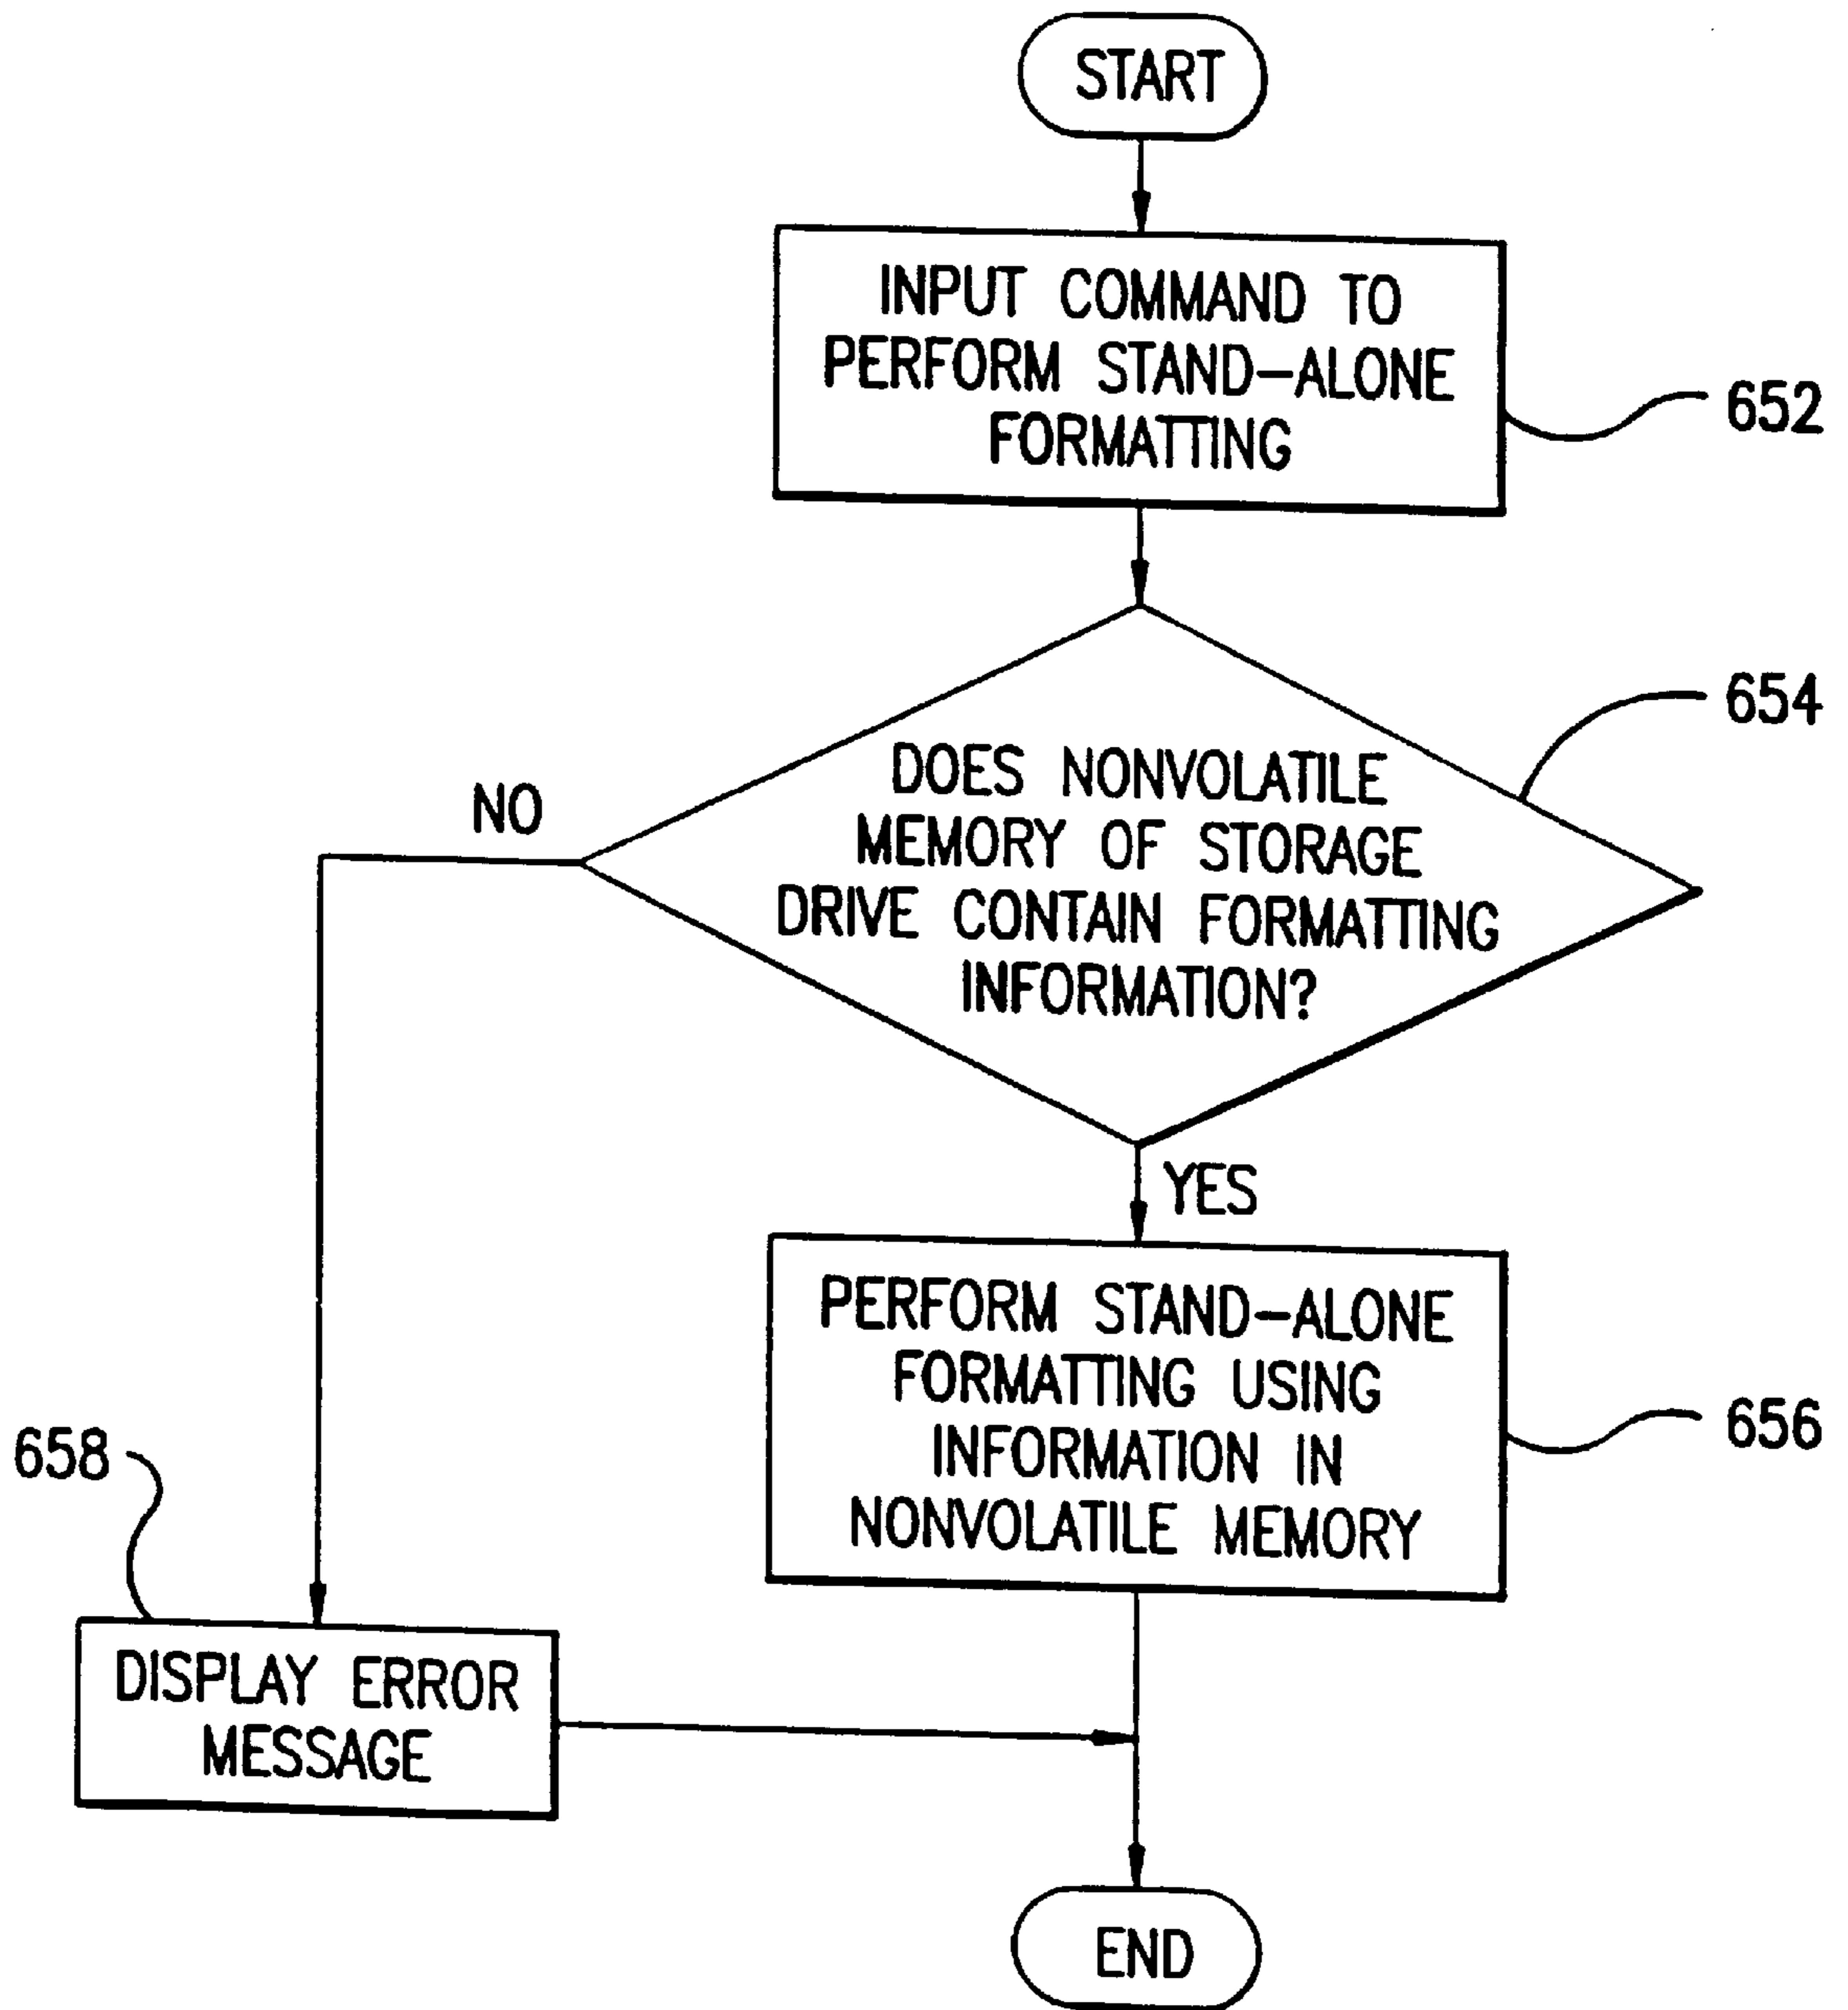 START
INPUT COMMAND TO
PERFORM STAND-ALONE
FORMATTING
652
654
DOES NONVOLATILE
MEMORY OF STORAGE
DRIVE CONTAIN FORMATTING
INFORMATION?
NO
YES
PERFORM STAND-ALONE
FORMATTING USING
INFORMATION IN
NONVOLATILE MEMORY
656
658
DISPLAY ERROR
MESSAGE
END